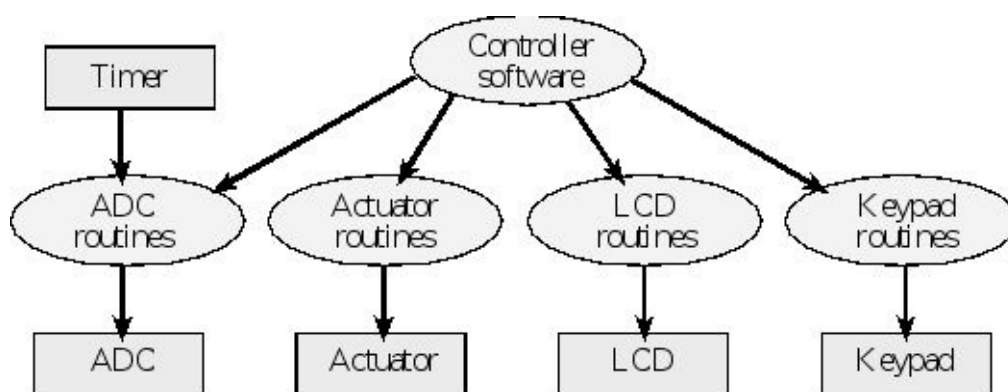 Controller
software
Timer
ADC
routines
Actuator
routines
LCD
routines
Keypad
routines
ADC
Actuator
LCD
Keypad